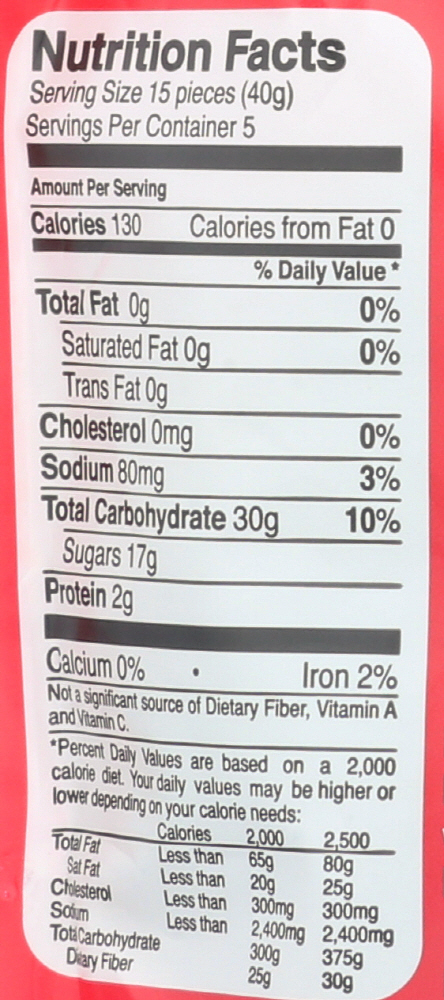 Nutrition Facts
Serving Size 15 pieces (40g)
Servings Per Container 5
Amount Per Serving
Calories 130 Calories from Fat 0
% Daily Value *
Total Fat 0g 0%
Saturated Fat 0g 0%
Trans Fat 0g
Cholesterol 0mg 0%
Sodium 80mg 3%
Total Carbohydrate 30g 10%
Sugars 17g
Protein 2g
Calcium 0% • Iron 2%
Not a significant source of Dietary Fiber, Vitamin A
and Vitamin C.
*Percent Daily Values are based on a 2,000
calorie diet. Your daily values may be higher or
lower depending on your calorie needs:
Calories 2,000 2,500
Total Fat Less than 65g 80g
Sat Fat Less than 20g 25g
Cholesterol Less than 300mg 300mg
Sodium Less than 2,400mg 2,400mg
Total Carbohydrate 300g 375g
Dietary Fiber 25g 30g